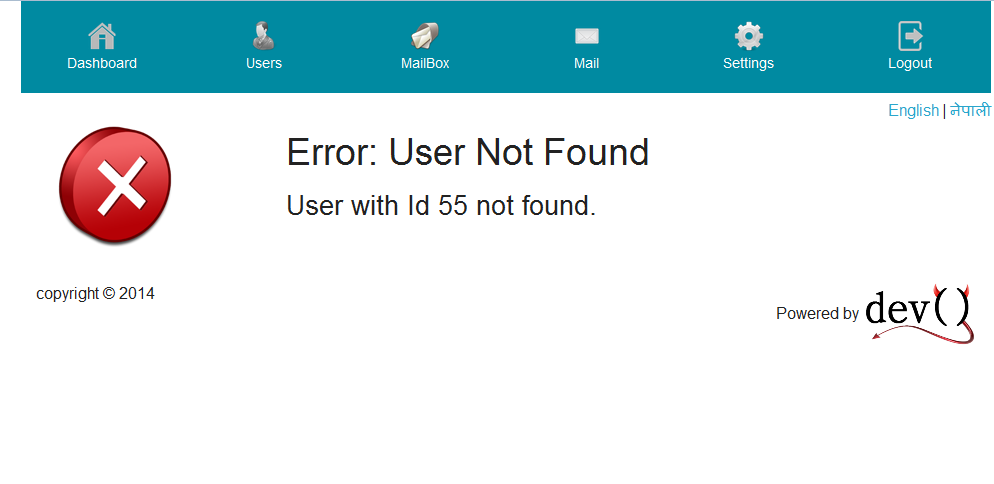 Dashboard Users MailBox Mail Settings Logout
English | नेपाली
Error: User Not Found
User with Id 55 not found.
copyright © 2014
Powered by dev()